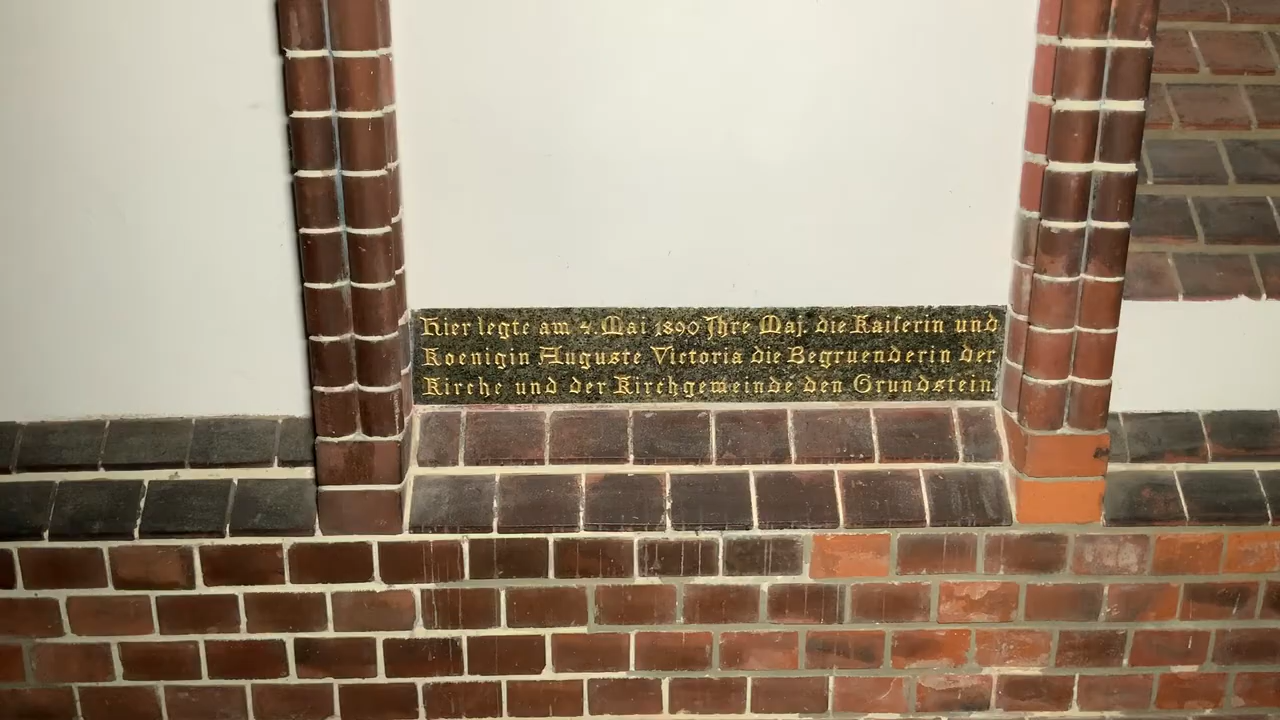 Hier legte am 4. Mai 1890 Ihre Maj. die Kaiserin und
Koenigin Auguste Victoria die Begruenderin der
Kirche und der Kirchgemeinde den Grundstein.